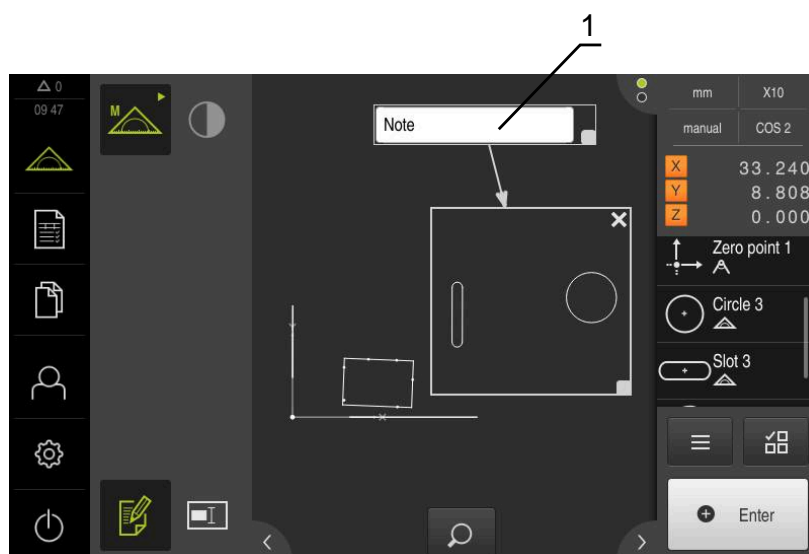 1
0
09 47
M
Note
mm X10
manual COS 2
X 33.240
Y 8.808
Z 0.000
Zero point 1
Circle 3
Slot 3
Enter